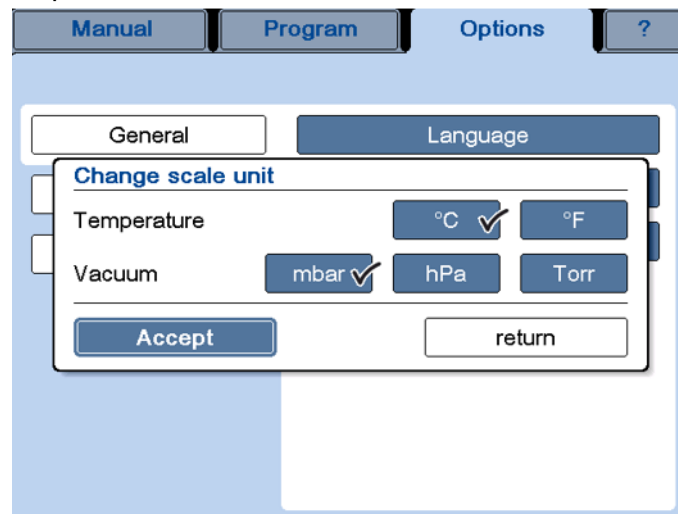 Manual Program Options ?
General Language
Change scale unit
Temperature °C °F
Vacuum mbar hPa Torr
Accept return